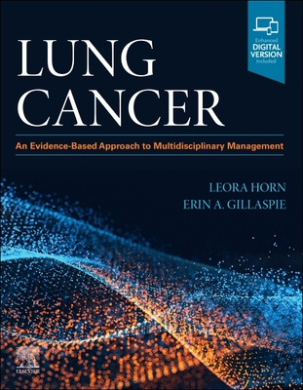 Enhanced
DIGITAL
VERSION
Included
LUNG
CANCER
An Evidence-Based Approach to Multidisciplinary Management
LEORA HORN
ERIN A. GILLASPIE
ELSEVIER